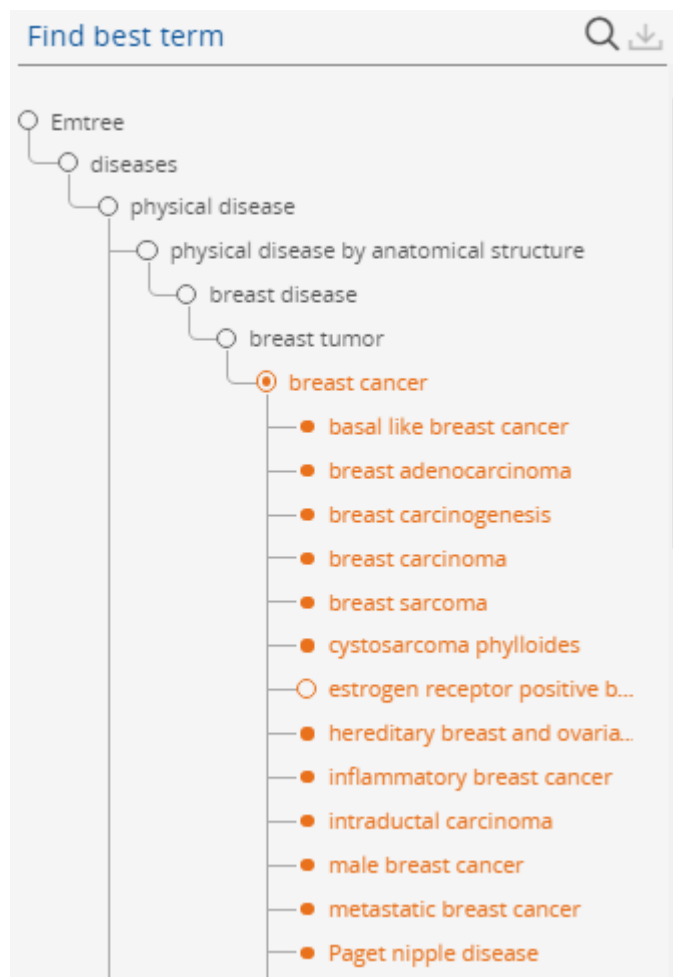 Find best term
Emtree
diseases
physical disease
physical disease by anatomical structure
breast disease
breast tumor
breast cancer
basal like breast cancer
breast adenocarcinoma
breast carcinogenesis
breast carcinoma
breast sarcoma
cystosarcoma phylloides
estrogen receptor positive b...
hereditary breast and ovaria...
inflammatory breast cancer
intraductal carcinoma
male breast cancer
metastatic breast cancer
Paget nipple disease